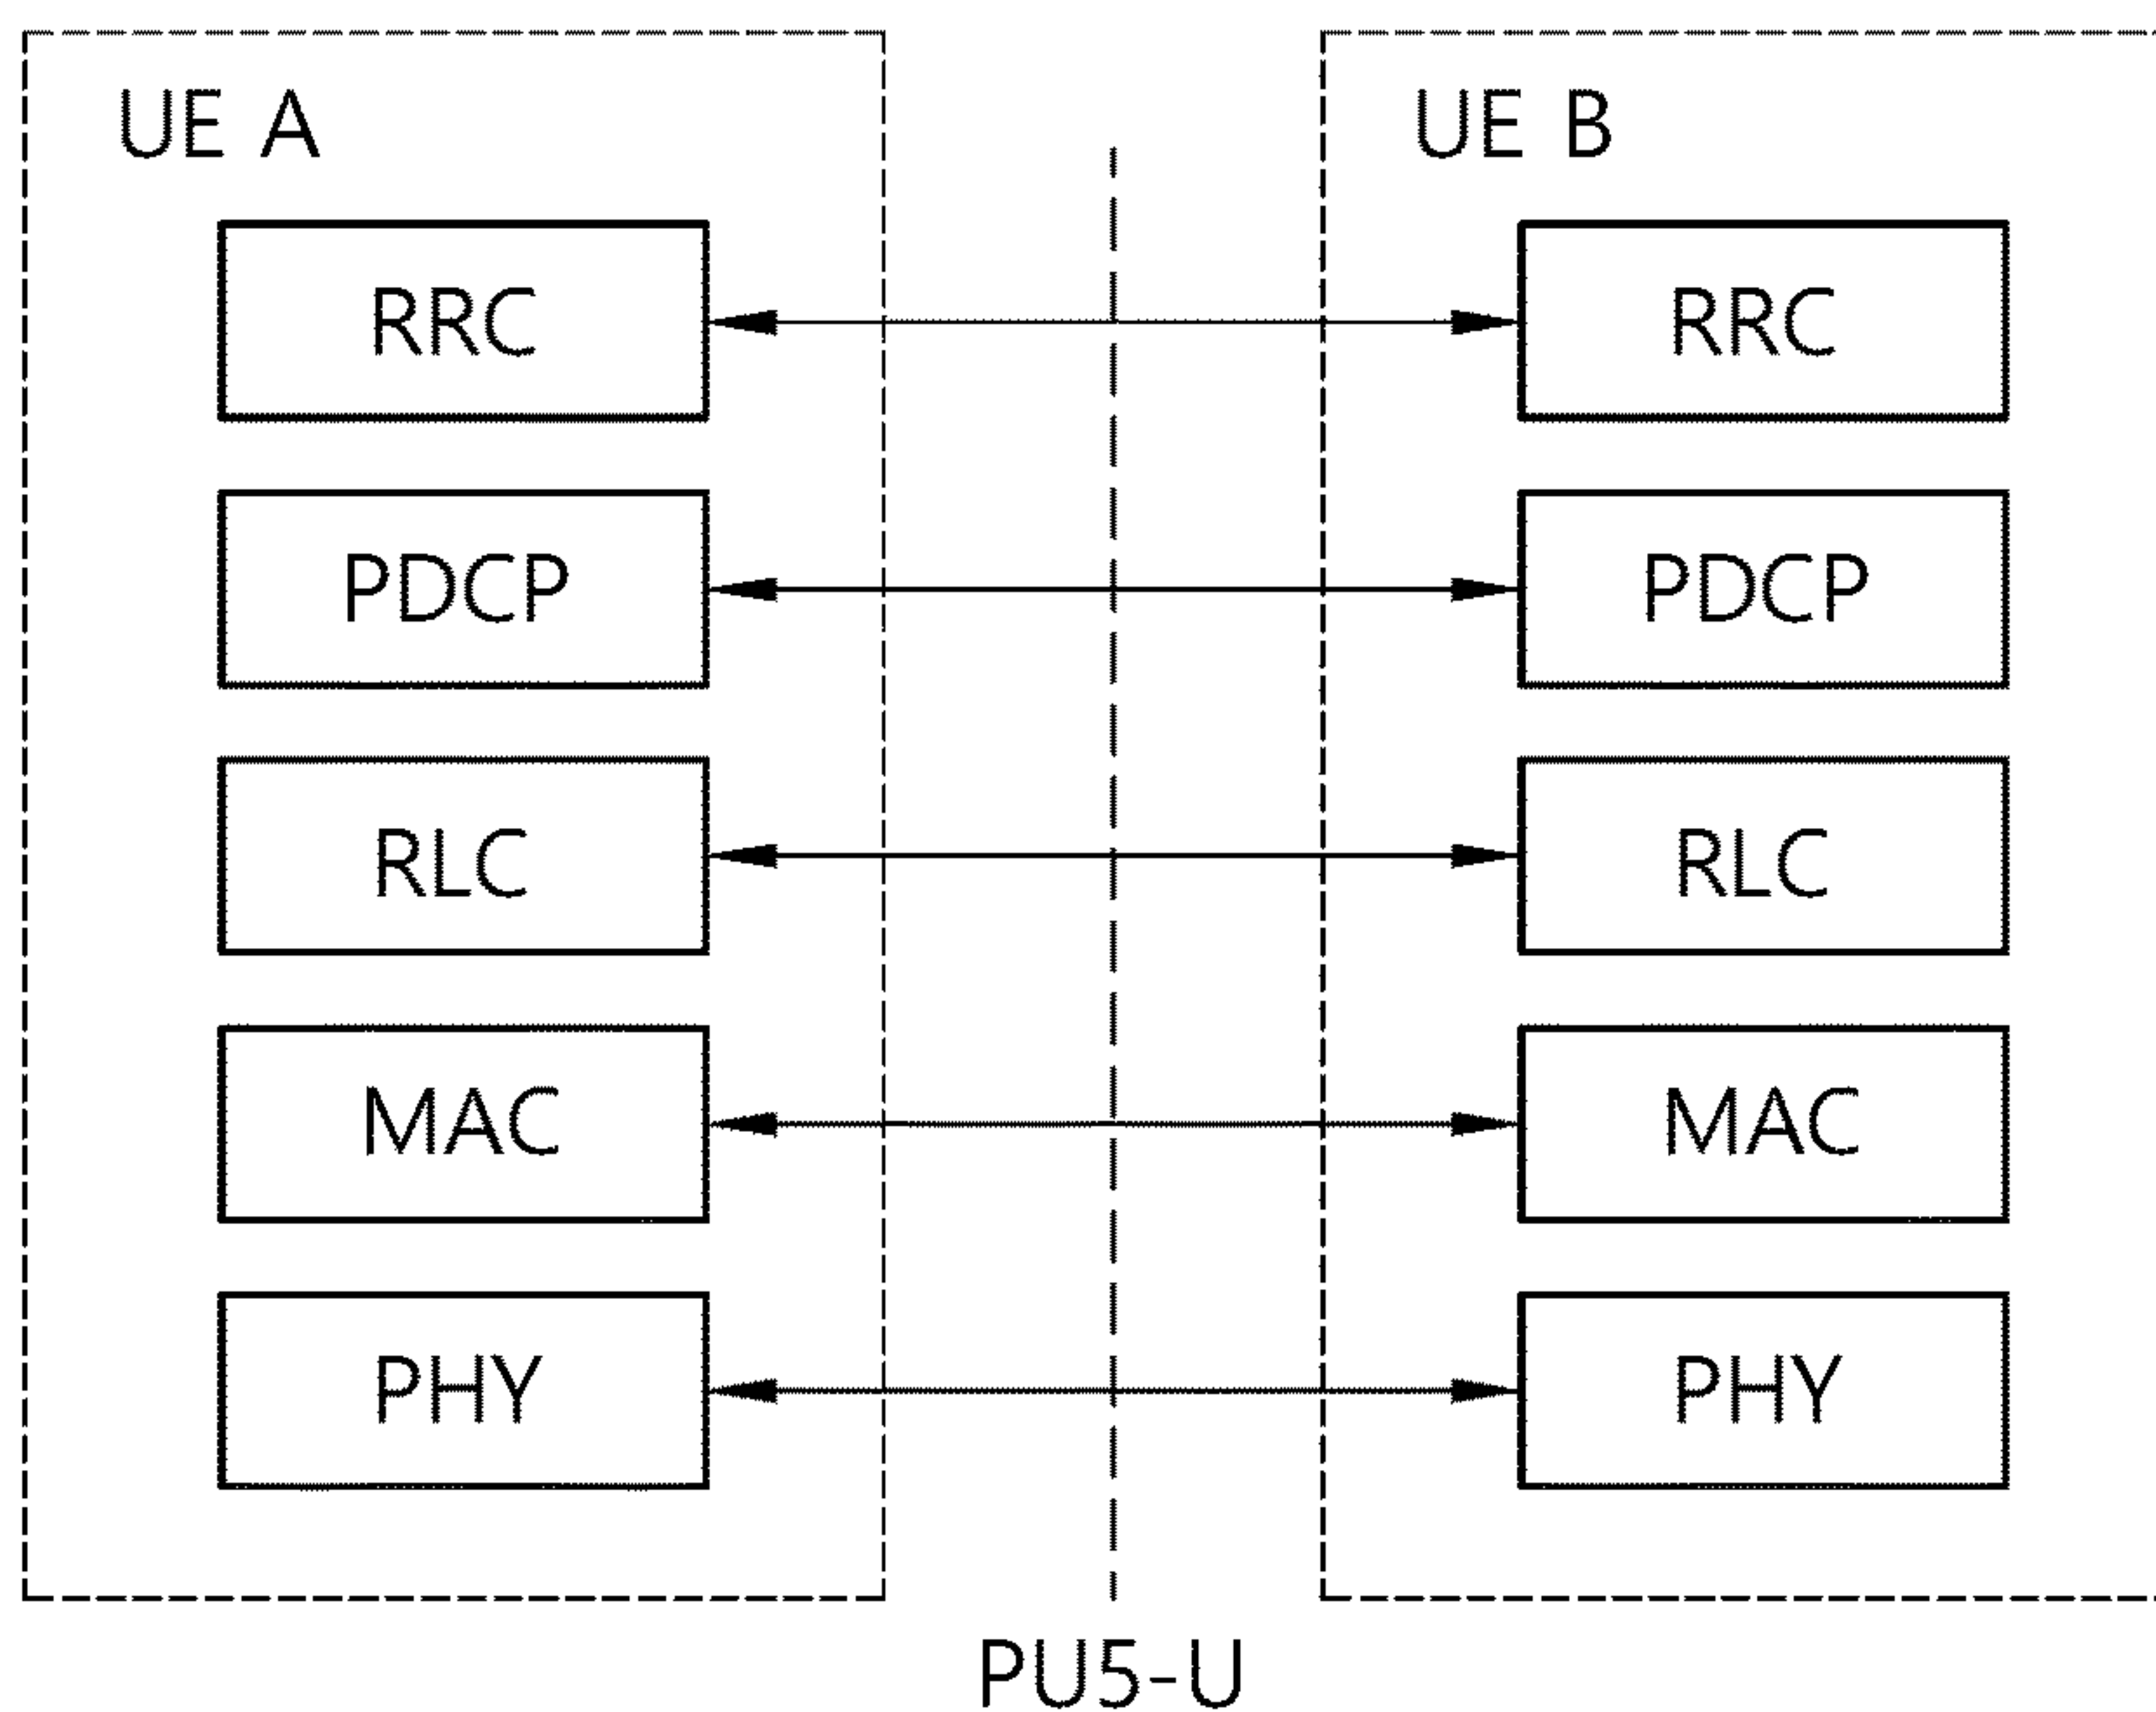 UE A
UE B
RRC
RRC
PDCP
PDCP
RLC
RLC
MAC
MAC
PHY
PHY
PU5-U